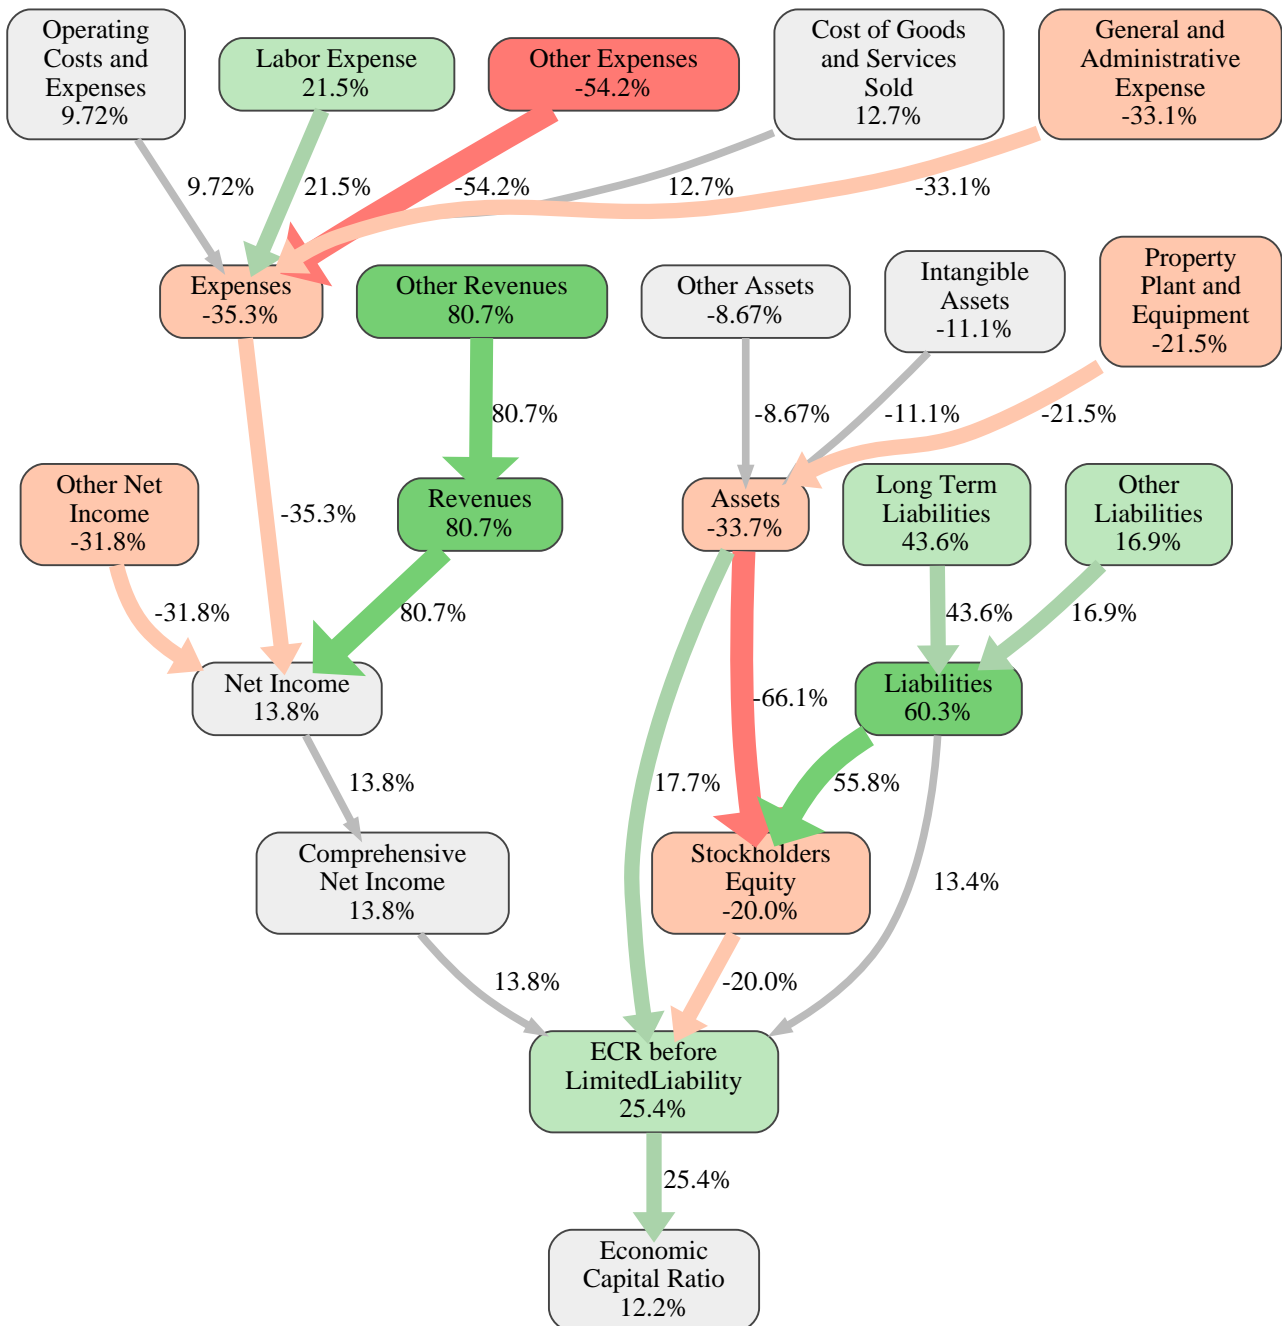 Operating
Costs and
Expenses
9.72%
Labor Expense
21.5%
Other Expenses
-54.2%
Cost of Goods
and Services
Sold
12.7%
General and
Administrative
Expense
-33.1%
9.72%
21.5%
-54.2%
12.7%
-33.1%
Expenses
-35.3%
Other Revenues
80.7%
Other Assets
-8.67%
Intangible
Assets
-11.1%
Property
Plant and
Equipment
-21.5%
80.7%
-8.67%
-11.1%
-21.5%
Other Net
Income
-31.8%
-35.3%
Revenues
80.7%
Assets
-33.7%
Long Term
Liabilities
43.6%
Other
Liabilities
16.9%
-31.8%
80.7%
43.6%
16.9%
Net Income
13.8%
-66.1%
Liabilities
60.3%
13.8%
17.7%
55.8%
Comprehensive
Net Income
13.8%
Stockholders
Equity
-20.0%
13.4%
13.8%
-20.0%
ECR before
LimitedLiability
25.4%
25.4%
Economic
Capital Ratio
12.2%